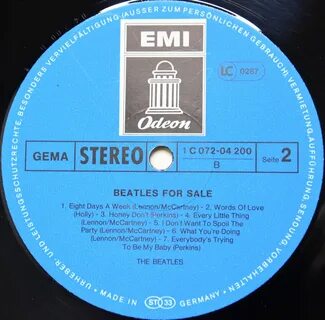 BESONDERS VERVIELFÄLTIGUNG (AUSSER ZUM PERSÖNLICHEN GEBRAUCH), VERMIETUNG, AUFFÜHRUNG, SENDUNG, VORBEHALTEN
URHEBER- UND LEISTUNGSSCHUTZRECHTE,
EMI
LC 0287
Odeon
GEMA STEREO 1 C 072-04 200 Seite 2
B
BEATLES FOR SALE
1. Eight Days A Week (Lennon/McCartney) - 2. Words Of Love
(Holly) - 3. Honey Don't (Perkins) - 4. Every Little Thing
(Lennon/McCartney) - 5. I Don't Want To Spoil The
Party (Lennon/McCartney) - 6. What You're Doing
(Lennon/McCartney) - 7. Everybody's Trying
To Be My Baby (Perkins)
THE BEATLES
MADE IN ST 33 GERMANY